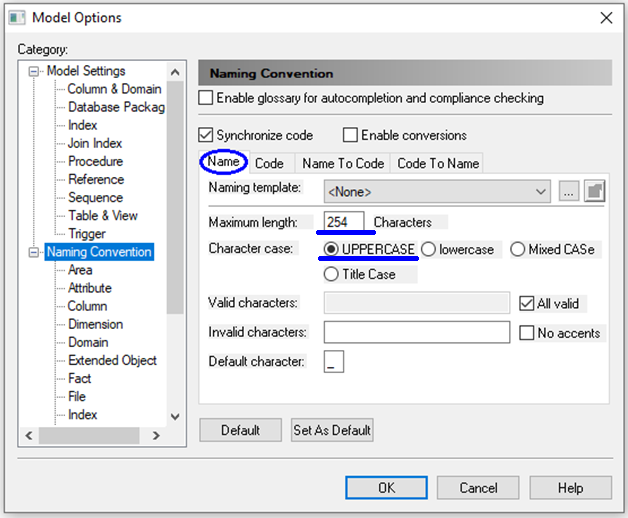 Model Options
Category:
Model Settings
Column & Domain
Database Packag
Index
Join Index
Procedure
Reference
Sequence
Table & View
Trigger
Naming Convention
Area
Attribute
Column
Dimension
Domain
Extended Object
Fact
File
Index
Naming Convention
Enable glossary for autocompletion and compliance checking
Synchronize code Enable conversions
Name Code Name To Code Code To Name
Naming template: <None> ...
Maximum length: 254 Characters
Character case: UPPERCASE lowercase Mixed CASe
Title Case
Valid characters: All valid
Invalid characters: No accents
Default character: _
Default Set As Default
OK Cancel Help